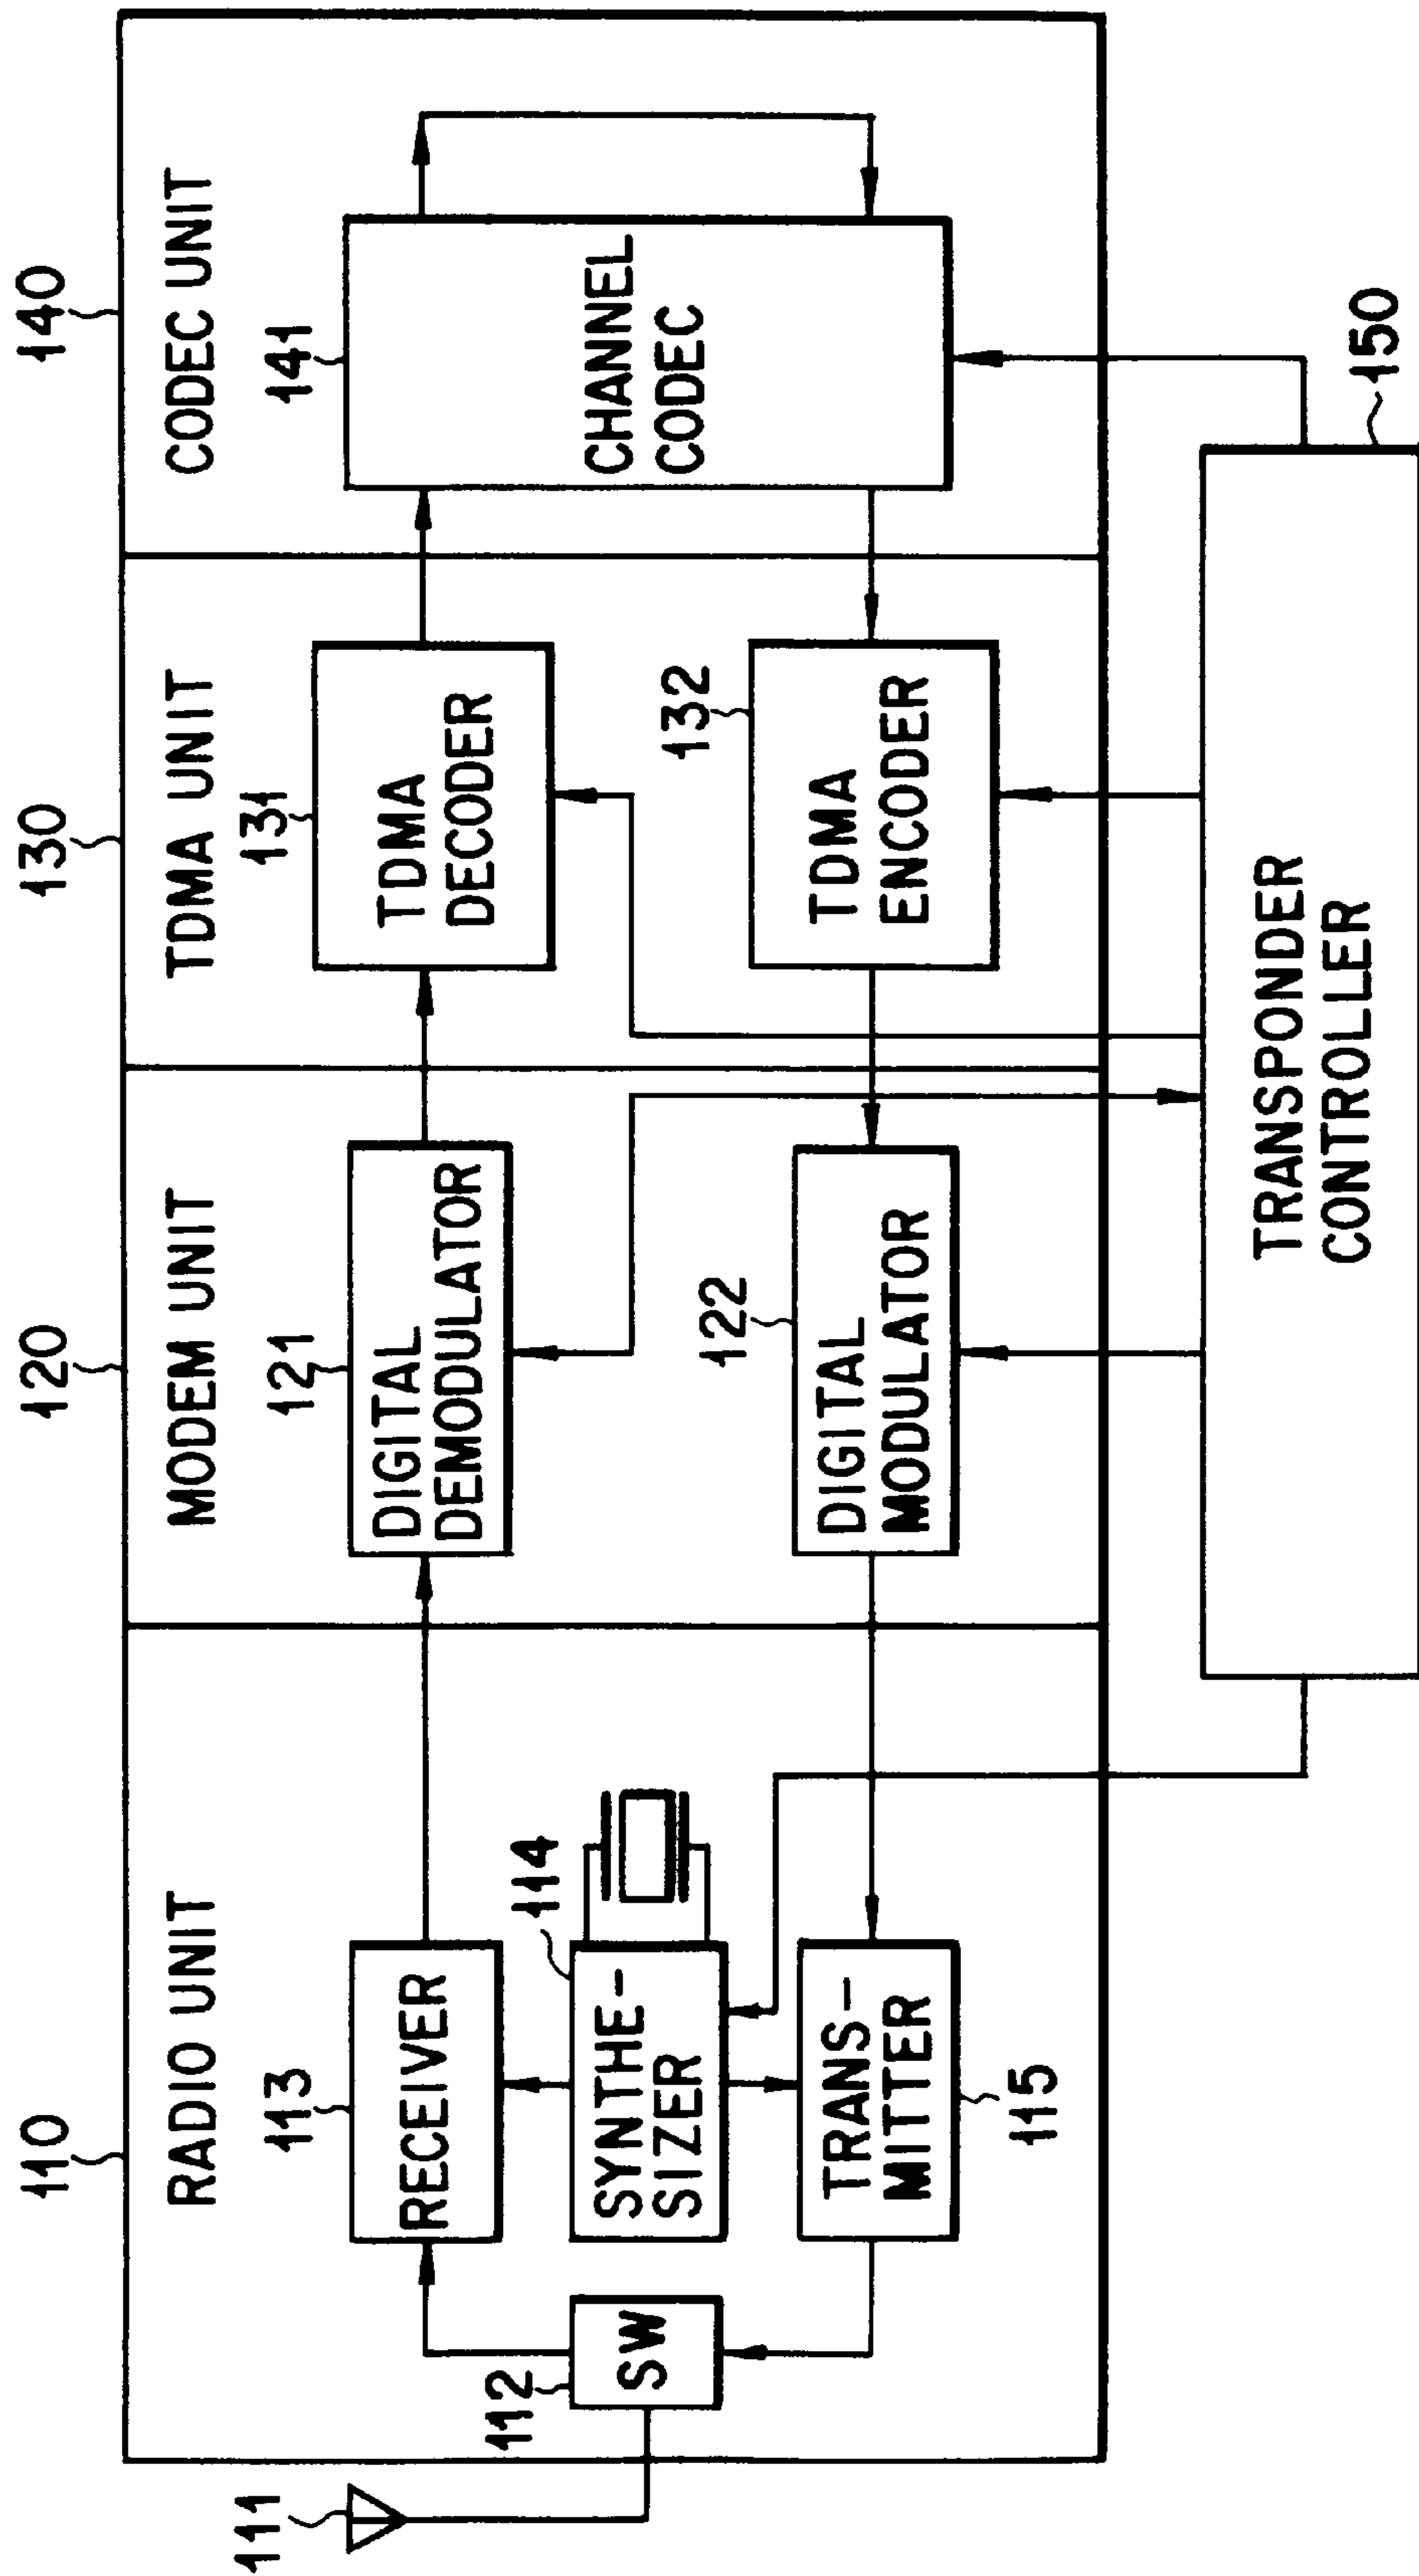 110
120
130
140
RADIO UNIT
MODEM UNIT
TDMA UNIT
CODEC UNIT
111
113
121
131
141
RECEIVER
DIGITAL
DEMODULATOR
TDMA
DECODER
112
SW
114
SYNTHE-
SIZER
CHANNEL
CODEC
122
132
TRANS-
MITTER
DIGITAL
MODULATOR
TDMA
ENCODER
115
150
TRANSPONDER
CONTROLLER